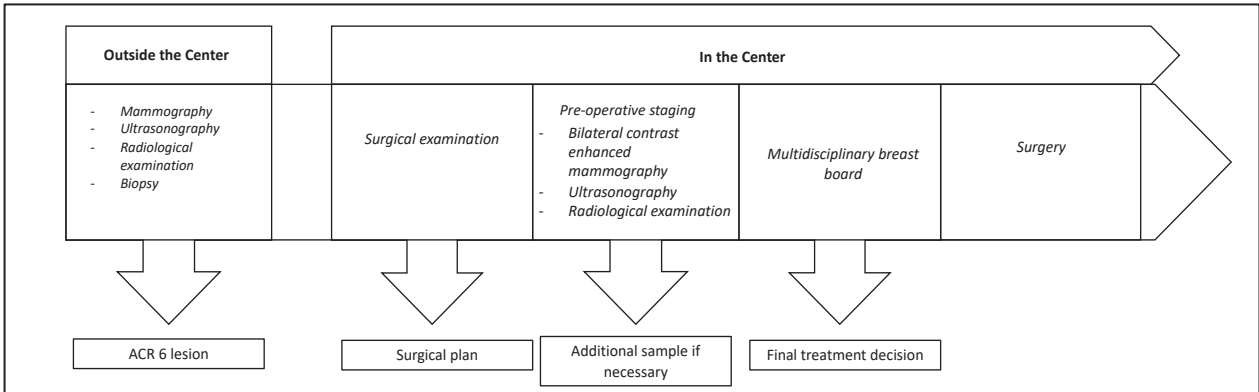 Outside the Center
In the Center
- Mammography
- Ultrasonography
- Radiological
examination
- Biopsy
Surgical examination
Pre-operative staging
- Bilateral contrast
enhanced
mammography
- Ultrasonography
- Radiological examination
Multidisciplinary breast
board
Surgery
ACR 6 lesion
Surgical plan
Additional sample if
necessary
Final treatment decision